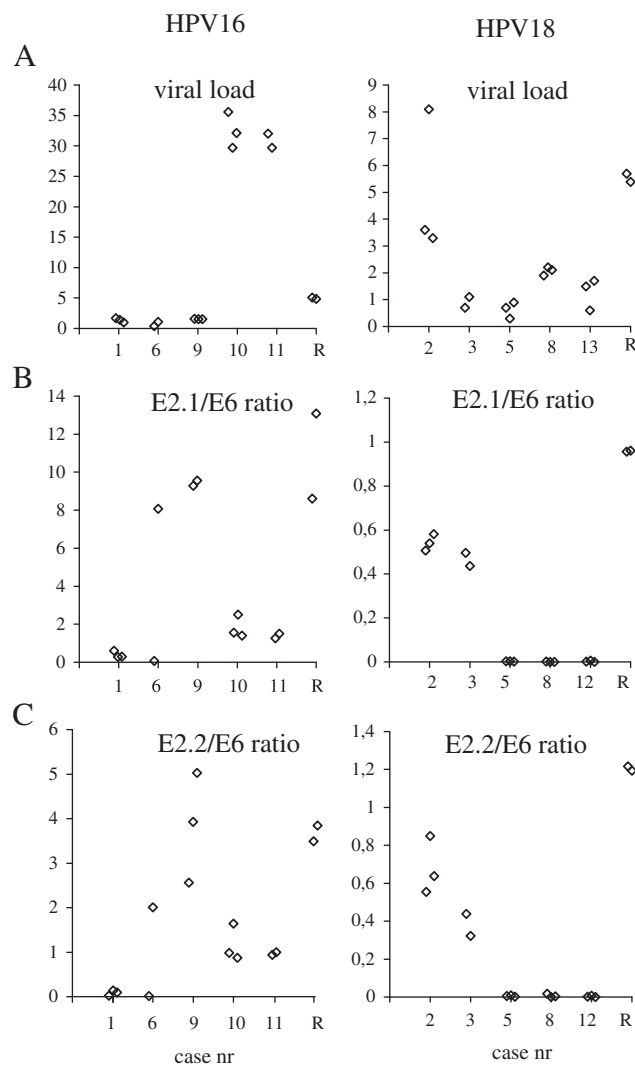 HPV16
HPV18
A
viral load
40
35
30
25
20
15
10
5
0
1 6 9 10 11 R
viral load
9
8
7
6
5
4
3
2
1
0
2 3 5 8 13 R
B
E2.1/E6 ratio
14
12
10
8
6
4
2
0
1 6 9 10 11 R
E2.1/E6 ratio
1,2
1
0,8
0,6
0,4
0,2
0
2 3 5 8 12 R
C
E2.2/E6 ratio
6
5
4
3
2
1
0
1 6 9 10 11 R
case nr
E2.2/E6 ratio
1,4
1,2
1
0,8
0,6
0,4
0,2
0
2 3 5 8 12 R
case nr